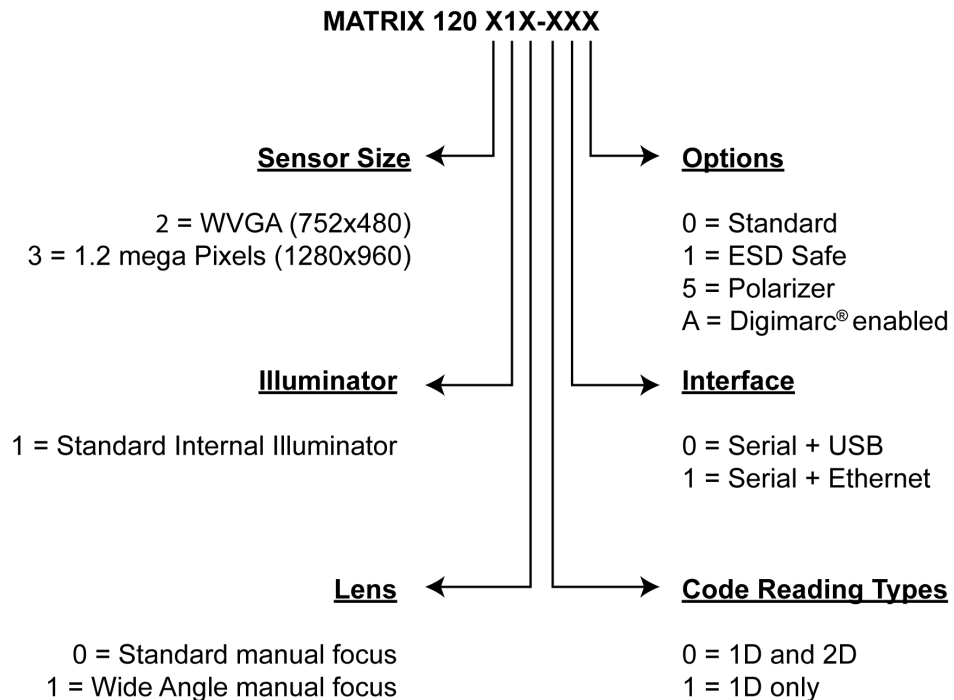 MATRIX 120 X1X-XXX
Sensor Size
2 = WVGA (752x480)
3 = 1.2 mega Pixels (1280x960)
Options
0 = Standard
1 = ESD Safe
5 = Polarizer
A = Digimarc® enabled
Illuminator
1 = Standard Internal Illuminator
Interface
0 = Serial + USB
1 = Serial + Ethernet
Lens
0 = Standard manual focus
1 = Wide Angle manual focus
Code Reading Types
0 = 1D and 2D
1 = 1D only